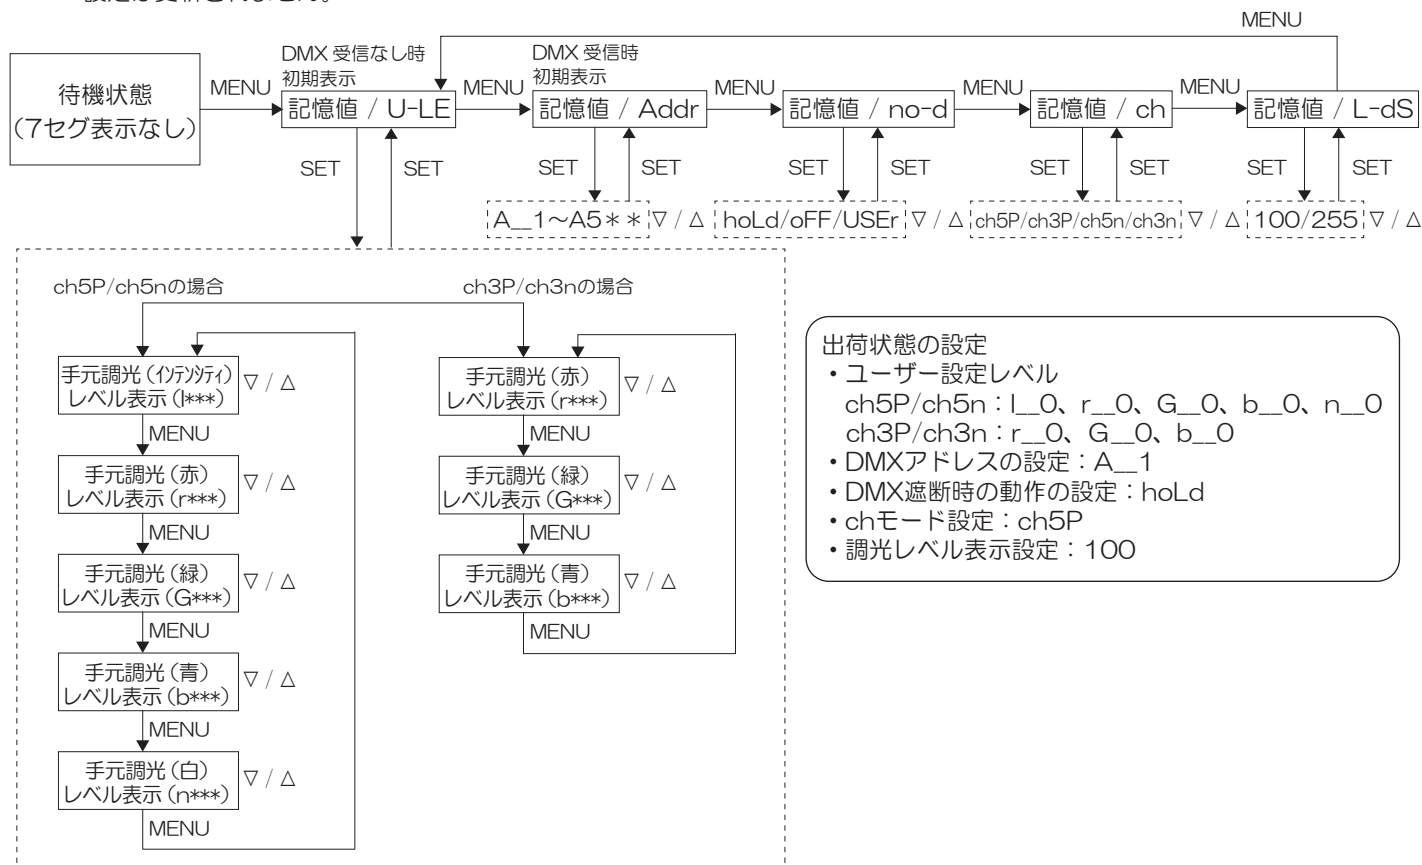 MENU
DMX 受信なし時
初期表示
DMX 受信時
初期表示
待機状態
(7セグ表示なし)
MENU
記憶値 / U-LE
MENU
記憶値 / Addr
MENU
記憶値 / no-d
MENU
記憶値 / ch
MENU
記憶値 / L-dS
SET
SET
SET
SET
SET
SET
SET
SET
SET
SET
A__1～A5＊＊
▽ / △
hoLd/oFF/USEr
▽ / △
ch5P/ch3P/ch5n/ch3n
▽ / △
100/255
▽ / △
ch5P/ch5nの場合
手元調光(ｲﾝﾃﾝｼﾃｨ)
レベル表示(I***)
▽ / △
MENU
手元調光(赤)
レベル表示(r***)
▽ / △
MENU
手元調光(緑)
レベル表示(G***)
▽ / △
MENU
手元調光(青)
レベル表示(b***)
▽ / △
MENU
手元調光(白)
レベル表示(n***)
▽ / △
MENU
ch3P/ch3nの場合
手元調光(赤)
レベル表示(r***)
▽ / △
MENU
手元調光(緑)
レベル表示(G***)
▽ / △
MENU
手元調光(青)
レベル表示(b***)
▽ / △
MENU
出荷状態の設定
・ユーザー設定レベル
ch5P/ch5n：I__0、r__0、G__0、b__0、n__0
ch3P/ch3n：r__0、G__0、b__0
・DMXアドレスの設定：A__1
・DMX遮断時の動作の設定：hoLd
・chモード設定：ch5P
・調光レベル表示設定：100